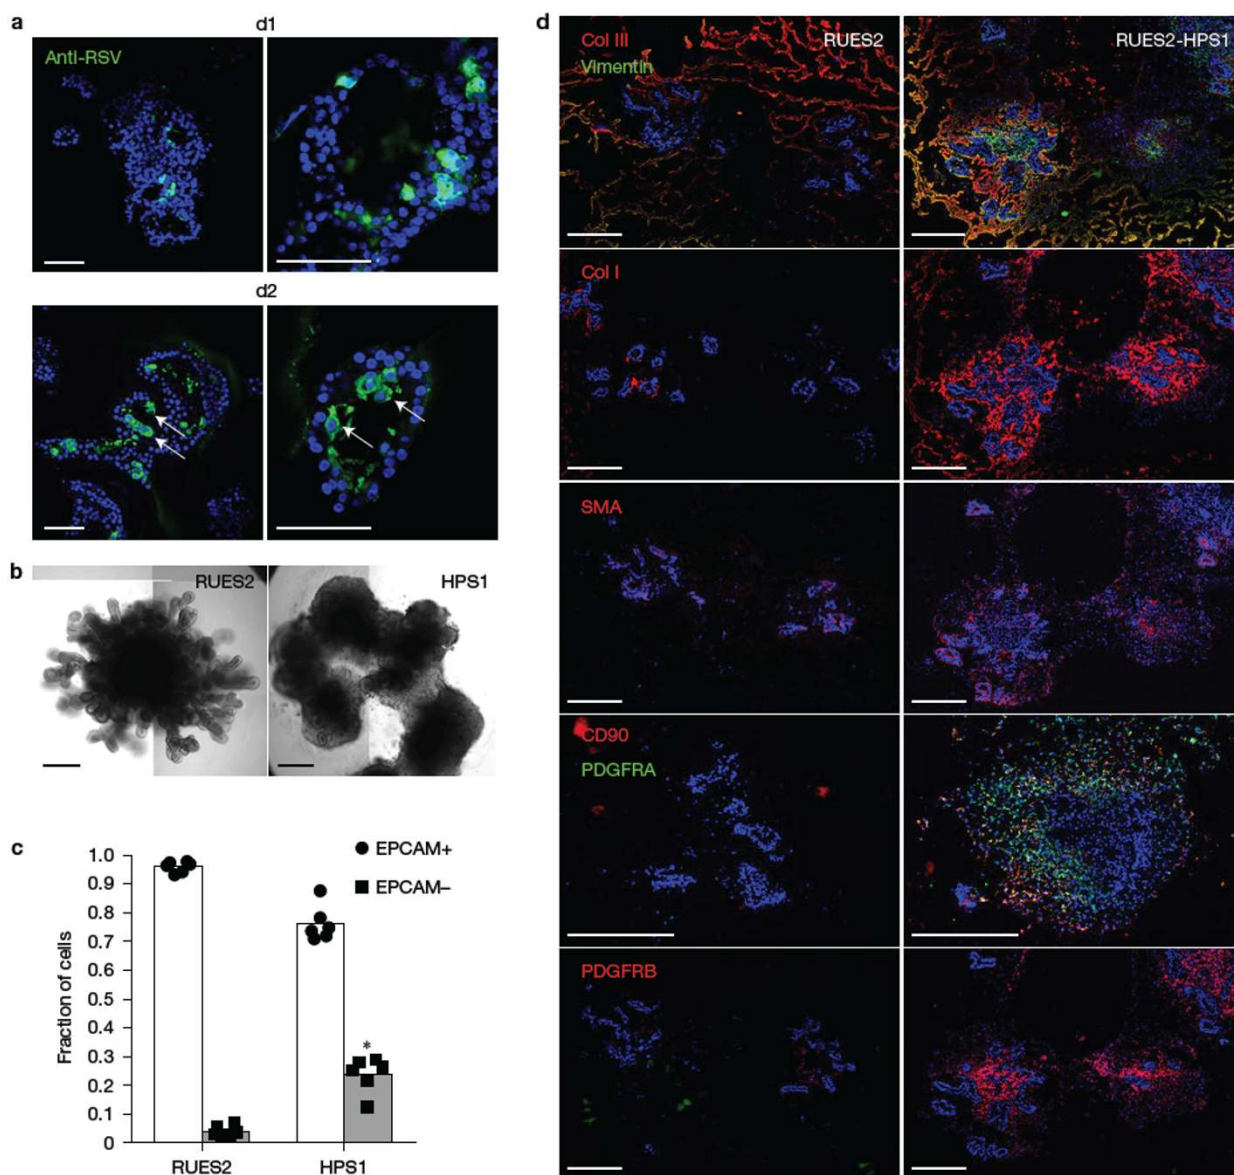 a
d1
Anti-RSV
d2
b
RUES2
HPS1
c
EPCAM+
EPCAM–
Fraction of cells
1.0
0.9
0.8
0.7
0.6
0.5
0.4
0.3
0.2
0.1
0
*
RUES2
HPS1
d
Col III
Vimentin
RUES2
RUES2-HPS1
Col I
SMA
CD90
PDGFRA
PDGFRB